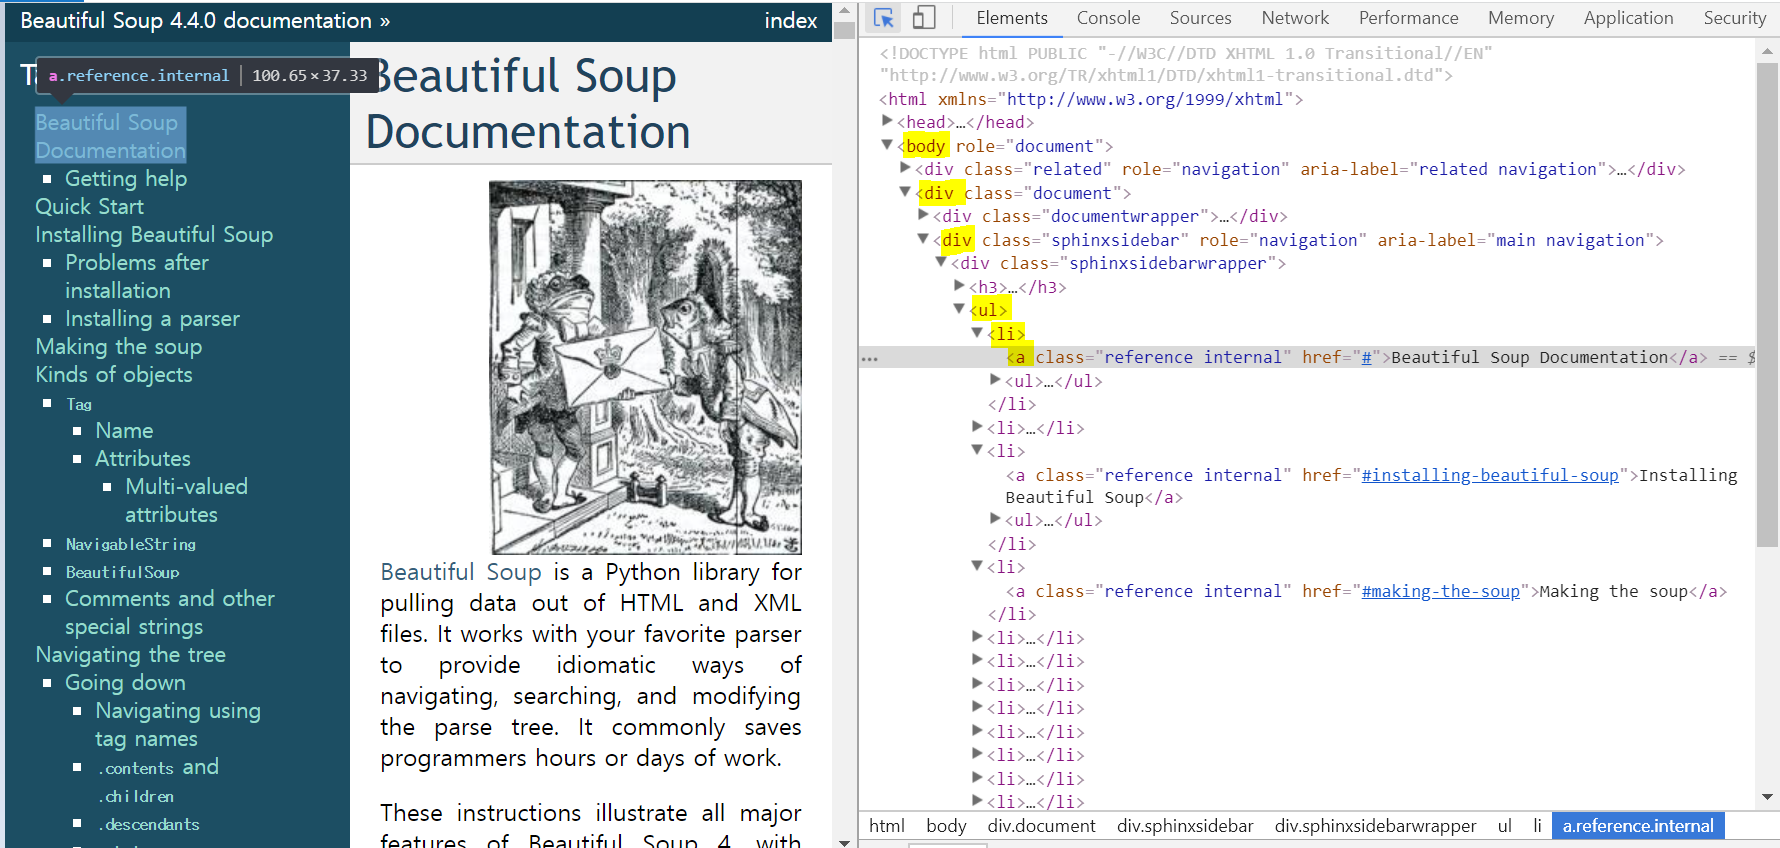 Beautiful Soup 4.4.0 documentation »
index
a.reference.internal | 100.65×37.33
Beautiful Soup
Documentation
Getting help
Quick Start
Installing Beautiful Soup
Problems after
installation
Installing a parser
Making the soup
Kinds of objects
Tag
Name
Attributes
Multi-valued
attributes
NavigableString
BeautifulSoup
Comments and other
special strings
Navigating the tree
Going down
Navigating using
tag names
.contents and
.children
.descendants
Beautiful Soup
Documentation
Beautiful Soup is a Python library for
pulling data out of HTML and XML
files. It works with your favorite parser
to provide idiomatic ways of
navigating, searching, and modifying
the parse tree. It commonly saves
programmers hours or days of work.
These instructions illustrate all major
features of Beautiful Soup 4, with
Elements Console Sources Network Performance Memory Application Security
<!DOCTYPE html PUBLIC "-//W3C//DTD XHTML 1.0 Transitional//EN"
"http://www.w3.org/TR/xhtml1/DTD/xhtml1-transitional.dtd">
<html xmlns="http://www.w3.org/1999/xhtml">
<head>…</head>
<body role="document">
<div class="related" role="navigation" aria-label="related navigation">…</div>
<div class="document">
<div class="documentwrapper">…</div>
<div class="sphinxsidebar" role="navigation" aria-label="main navigation">
<div class="sphinxsidebarwrapper">
<h3>…</h3>
<ul>
<li>
… <a class="reference internal" href="#">Beautiful Soup Documentation</a> == $
<ul>…</ul>
</li>
<li>…</li>
<li>
<a class="reference internal" href="#installing-beautiful-soup">Installing
Beautiful Soup</a>
<ul>…</ul>
</li>
<li>
<a class="reference internal" href="#making-the-soup">Making the soup</a>
</li>
<li>…</li>
<li>…</li>
<li>…</li>
<li>…</li>
<li>…</li>
<li>…</li>
<li>…</li>
<li>…</li>
html body div.document div.sphinxsidebar div.sphinxsidebarwrapper ul li a.reference.internal